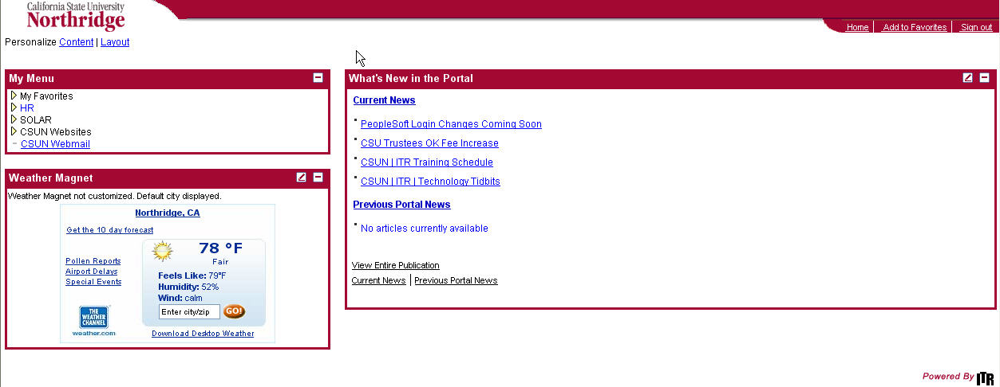 California State University
Northridge
Home | Add to Favorites | Sign out
Personalize Content | Layout
My Menu
My Favorites
HR
SOLAR
CSUN Websites
CSUN Webmail
Weather Magnet
Weather Magnet not customized. Default city displayed.
Northridge, CA
Get the 10 day forecast
78 °F
Fair
Pollen Reports
Airport Delays
Special Events
Feels Like: 79°F
Humidity: 52%
Wind: calm
Enter city/zip GO!
THE
WEATHER
CHANNEL
weather.com
Download Desktop Weather
What's New in the Portal
Current News
PeopleSoft Login Changes Coming Soon
CSU Trustees OK Fee Increase
CSUN | ITR Training Schedule
CSUN | ITR | Technology Tidbits
Previous Portal News
No articles currently available
View Entire Publication
Current News | Previous Portal News
Powered By ITR